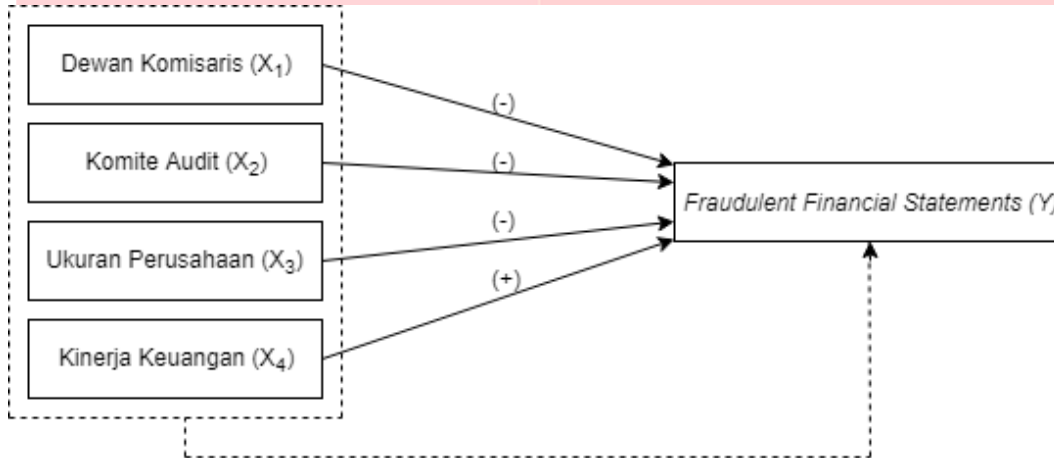 Dewan Komisaris (X₁)
(-)
Komite Audit (X₂)
(-)
Fraudulent Financial Statements (Y)
(-)
Ukuran Perusahaan (X₃)
(+)
Kinerja Keuangan (X₄)